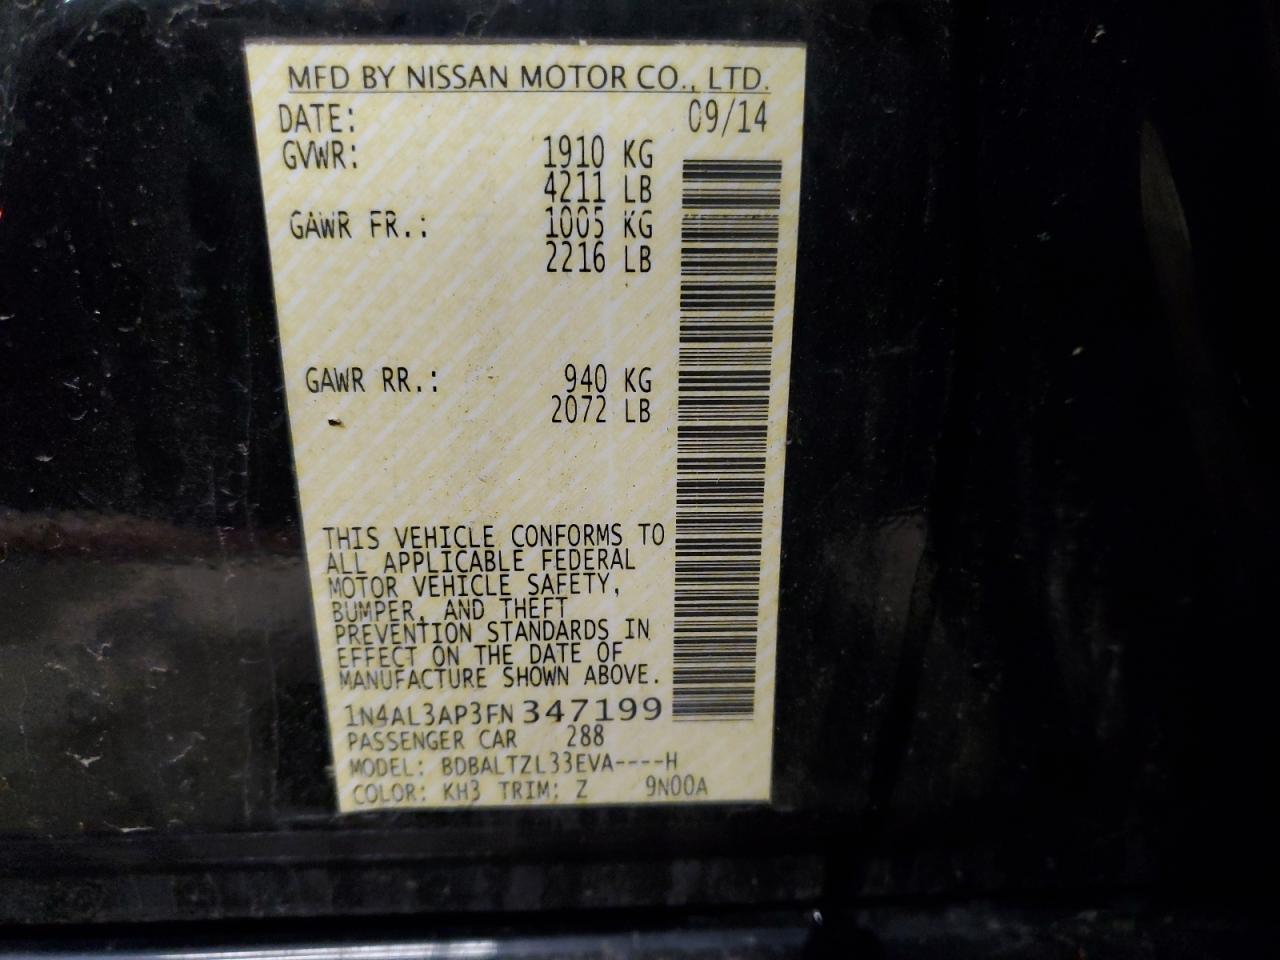 MFD BY NISSAN MOTOR CO., LTD.
DATE: 09/14
GVWR: 1910 KG
4211 LB
GAWR FR.: 1005 KG
2216 LB
GAWR RR.: 940 KG
2072 LB
THIS VEHICLE CONFORMS TO
ALL APPLICABLE FEDERAL
MOTOR VEHICLE SAFETY,
BUMPER, AND THEFT
PREVENTION STANDARDS IN
EFFECT ON THE DATE OF
MANUFACTURE SHOWN ABOVE.
1N4AL3AP3FN347199
PASSENGER CAR 288
MODEL: BDBALTZL33EVA----H
COLOR: KH3 TRIM: Z 9N00A